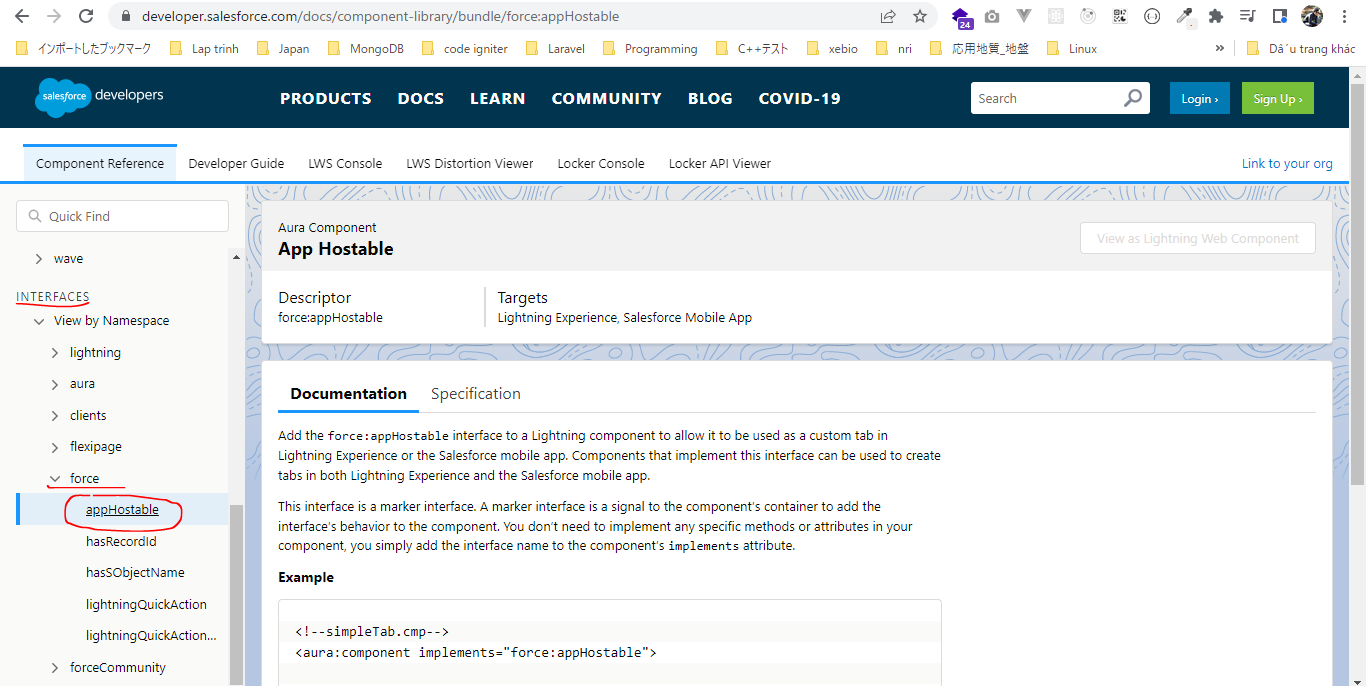 developer.salesforce.com/docs/component-library/bundle/force:appHostable
24
インポートしたブックマーク Lap trinh Japan MongoDB code igniter Laravel Programming C++テスト xebio nri 応用地質_地盤 Linux » Dấu trang khác
salesforce developers PRODUCTS DOCS LEARN COMMUNITY BLOG COVID-19 Search Login › Sign Up ›
Component Reference Developer Guide LWS Console LWS Distortion Viewer Locker Console Locker API Viewer Link to your org
Quick Find
wave
INTERFACES
View by Namespace
lightning
aura
clients
flexipage
force
appHostable
hasRecordId
hasSObjectName
lightningQuickAction
lightningQuickAction...
forceCommunity
Aura Component
App Hostable
View as Lightning Web Component
Descriptor
force:appHostable
Targets
Lightning Experience, Salesforce Mobile App
Documentation Specification
Add the force:appHostable interface to a Lightning component to allow it to be used as a custom tab in
Lightning Experience or the Salesforce mobile app. Components that implement this interface can be used to create
tabs in both Lightning Experience and the Salesforce mobile app.
This interface is a marker interface. A marker interface is a signal to the component's container to add the
interface's behavior to the component. You don't need to implement any specific methods or attributes in your
component, you simply add the interface name to the component's implements attribute.
Example
<!--simpleTab.cmp-->
<aura:component implements="force:appHostable">